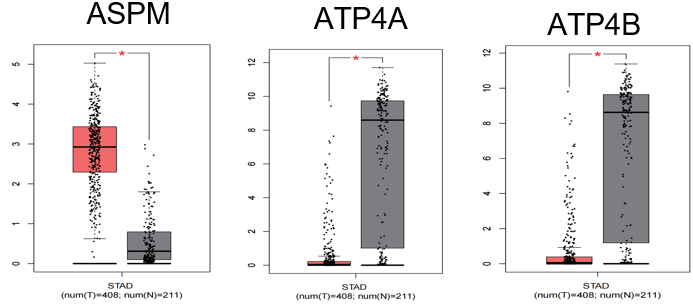 ASPM
ATP4A
ATP4B
*
*
*
5
4
3
2
1
0
12
10
8
6
4
2
0
12
10
8
6
4
2
0
STAD
(num(T)=408; num(N)=211)
STAD
(num(T)=408; num(N)=211)
STAD
(num(T)=408; num(N)=211)